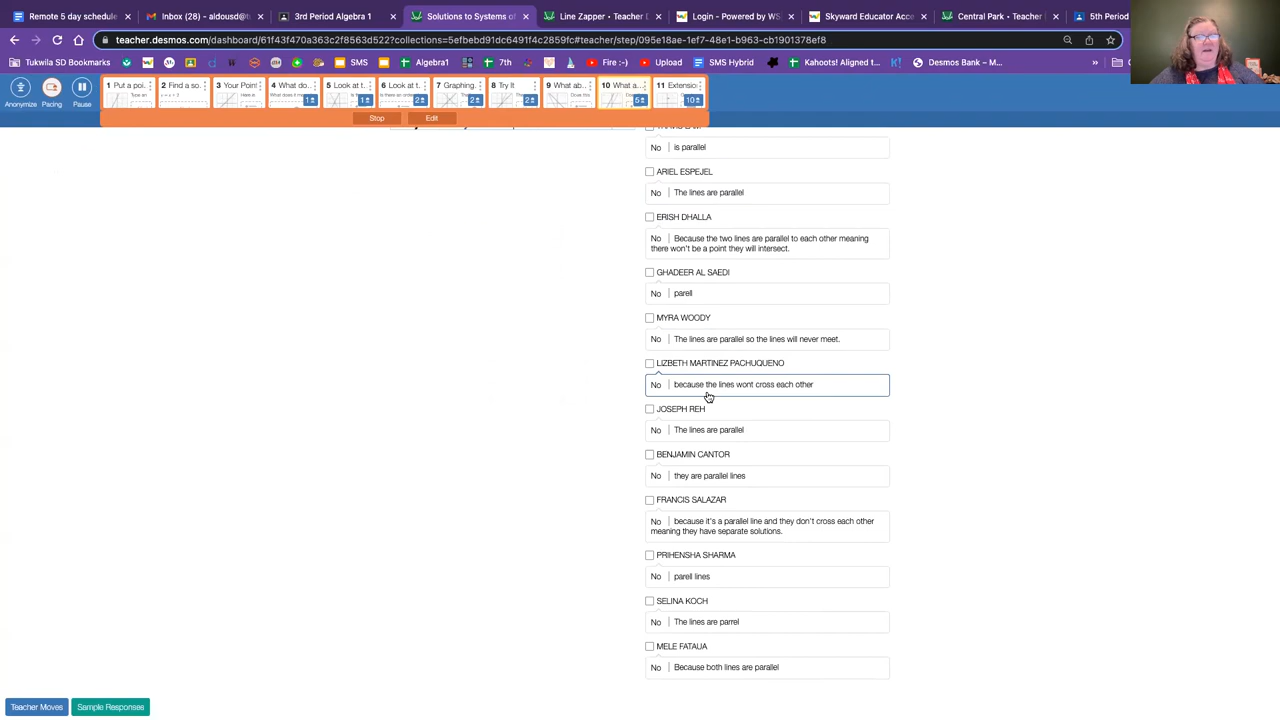 Remote 5 day schedule
Inbox (28) - aldousd@t
3rd Period Algebra 1
Solutions to Systems of
Line Zapper | Teacher D
Login - Powered by WS
Skyward Educator Acc
Central Park | Teacher (
5th Period
teacher.desmos.com/dashboard/61f43f470a363c2f8563d522?collections=5efbebd91dc6491f4c2859fc#teacher/step/095e18ae-1ef7-48e1-b963-cb1901378ef8
Tukwila SD Bookmarks
Algebra
7th
Fire :-)
Budget
SMS
SMS Hybrid
Kahoots! Aligned t...
Desmos Bank –
Anonymize
Pacing
Pause
1 Put a poi.
2 Find a so.
3 Your Point
4 What do..
5 Look at t.
6 Look at t.
7 Graphing.
8 Try It
9 What ab..
10 What a...
11 Extensio
Stop
Edit
No is parallel
ARIEL ESPEJEL
No The lines are parallel
ERISH DHALLA
No Because the two lines are parallel to each other meaning
there won't be a point they will intersect.
GHADEER AL SAEDI
No parell
MYRA WOODY
No The lines are parallel so the lines will never meet.
LIZBETH MARTINEZ PACHUQUENO
No because the lines wont cross each other
JOSEPH REH
No The lines are parallel
BENJAMIN CANTOR
No they are parallel lines
FRANCIS SALAZAR
No because it's a parallel line and they don't cross each other
meaning they have separate solutions.
PRIHENSHA SHARMA
No parell lines
SELINA KOCH
No The lines are parrel
MELE FATAUA
No Because both lines are parallel
Teacher Moves
Sample Responses